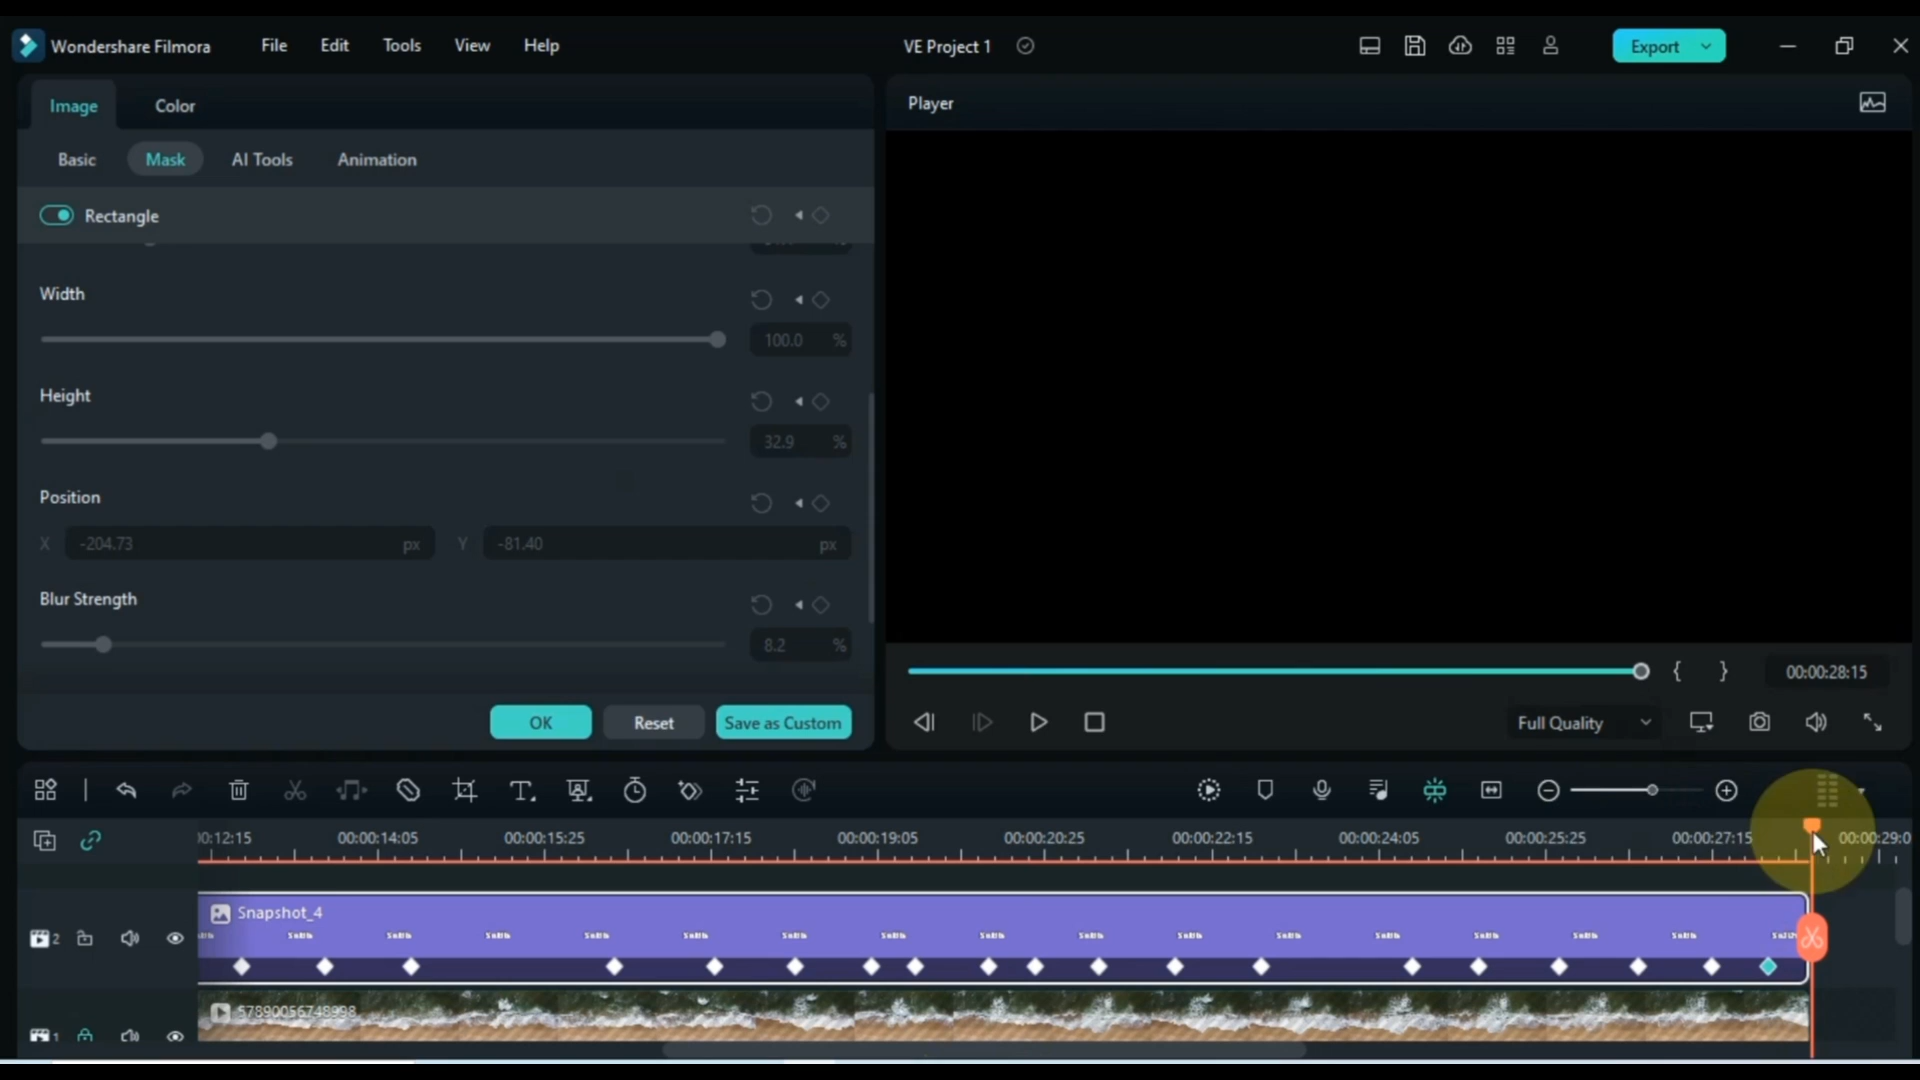 Wondershare Filmora File Edit Tools View Help VE Project 1 Export
Image Color
Player
Basic Mask AI Tools Animation
Rectangle
Width
100.0 %
Height
32.9 %
Position
X -204.73 px Y -81.40 px
Blur Strength
8.2 %
{ } 00:00:28:15
OK Reset Save as Custom
Full Quality
00:00:14:05 00:00:15:25 00:00:17:15 00:00:19:05 00:00:20:25 00:00:22:15 00:00:24:05 00:00:25:25 00:00:27:15 00:00:29:0
Snapshot_4
2
57890056748998
1